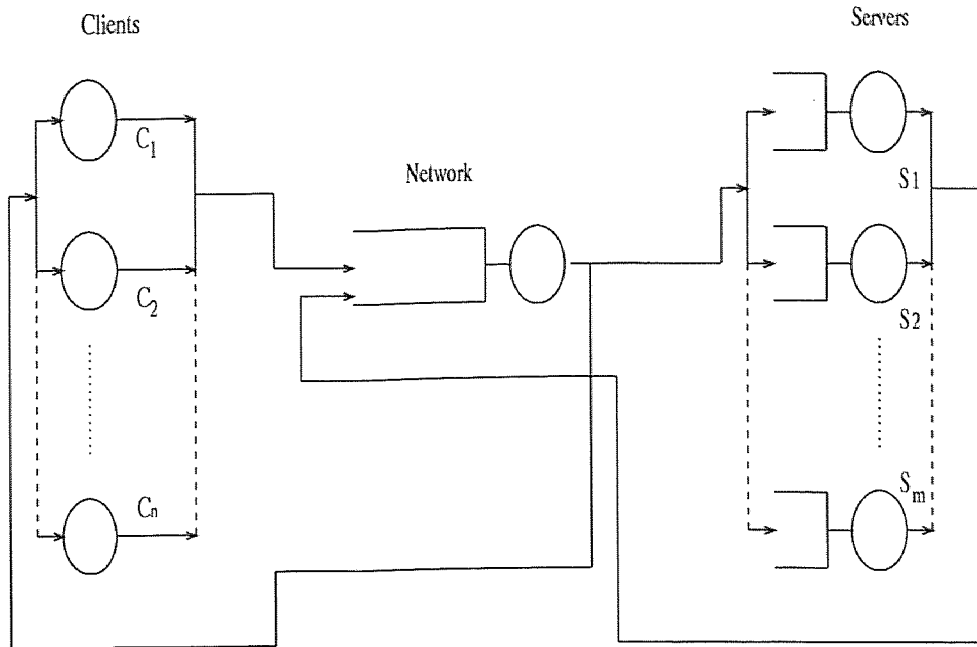 Clients
Servers
Network
C1
C2
Cn
S1
S2
Sm